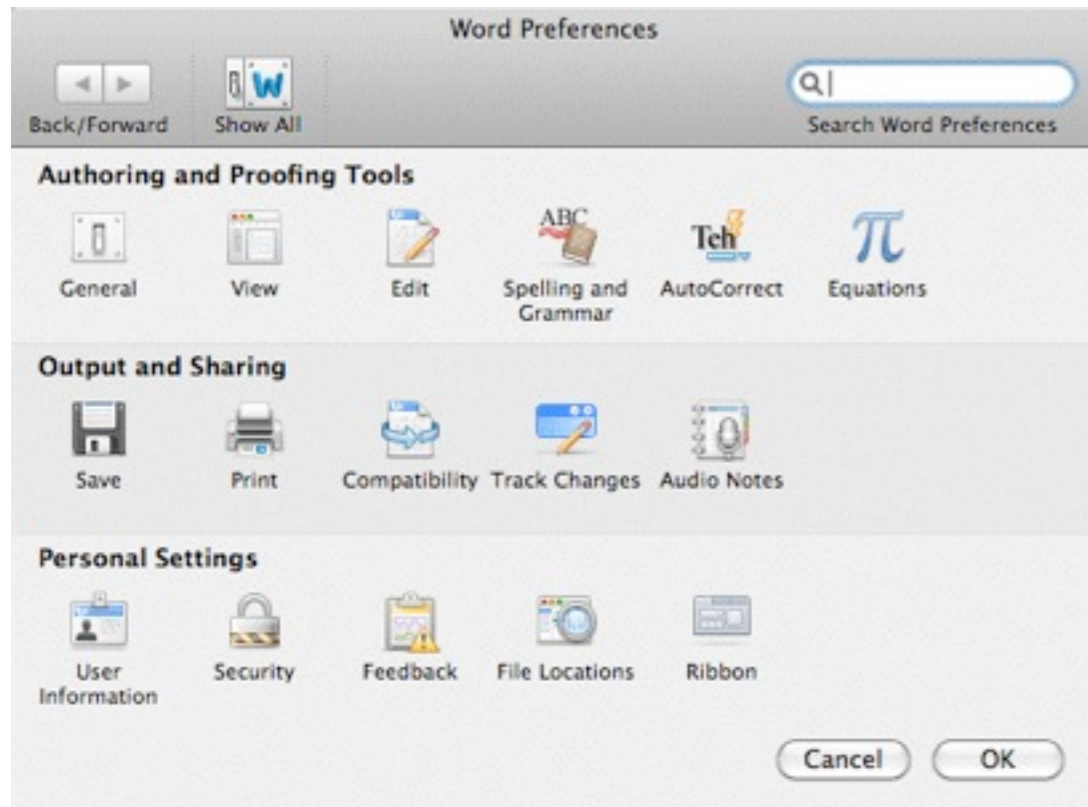 Word Preferences
Back/Forward
Show All
Search Word Preferences
Authoring and Proofing Tools
ABC
Teh
π
General
View
Edit
Spelling and
Grammar
AutoCorrect
Equations
Output and Sharing
Save
Print
Compatibility
Track Changes
Audio Notes
Personal Settings
User
Information
Security
Feedback
File Locations
Ribbon
Cancel
OK